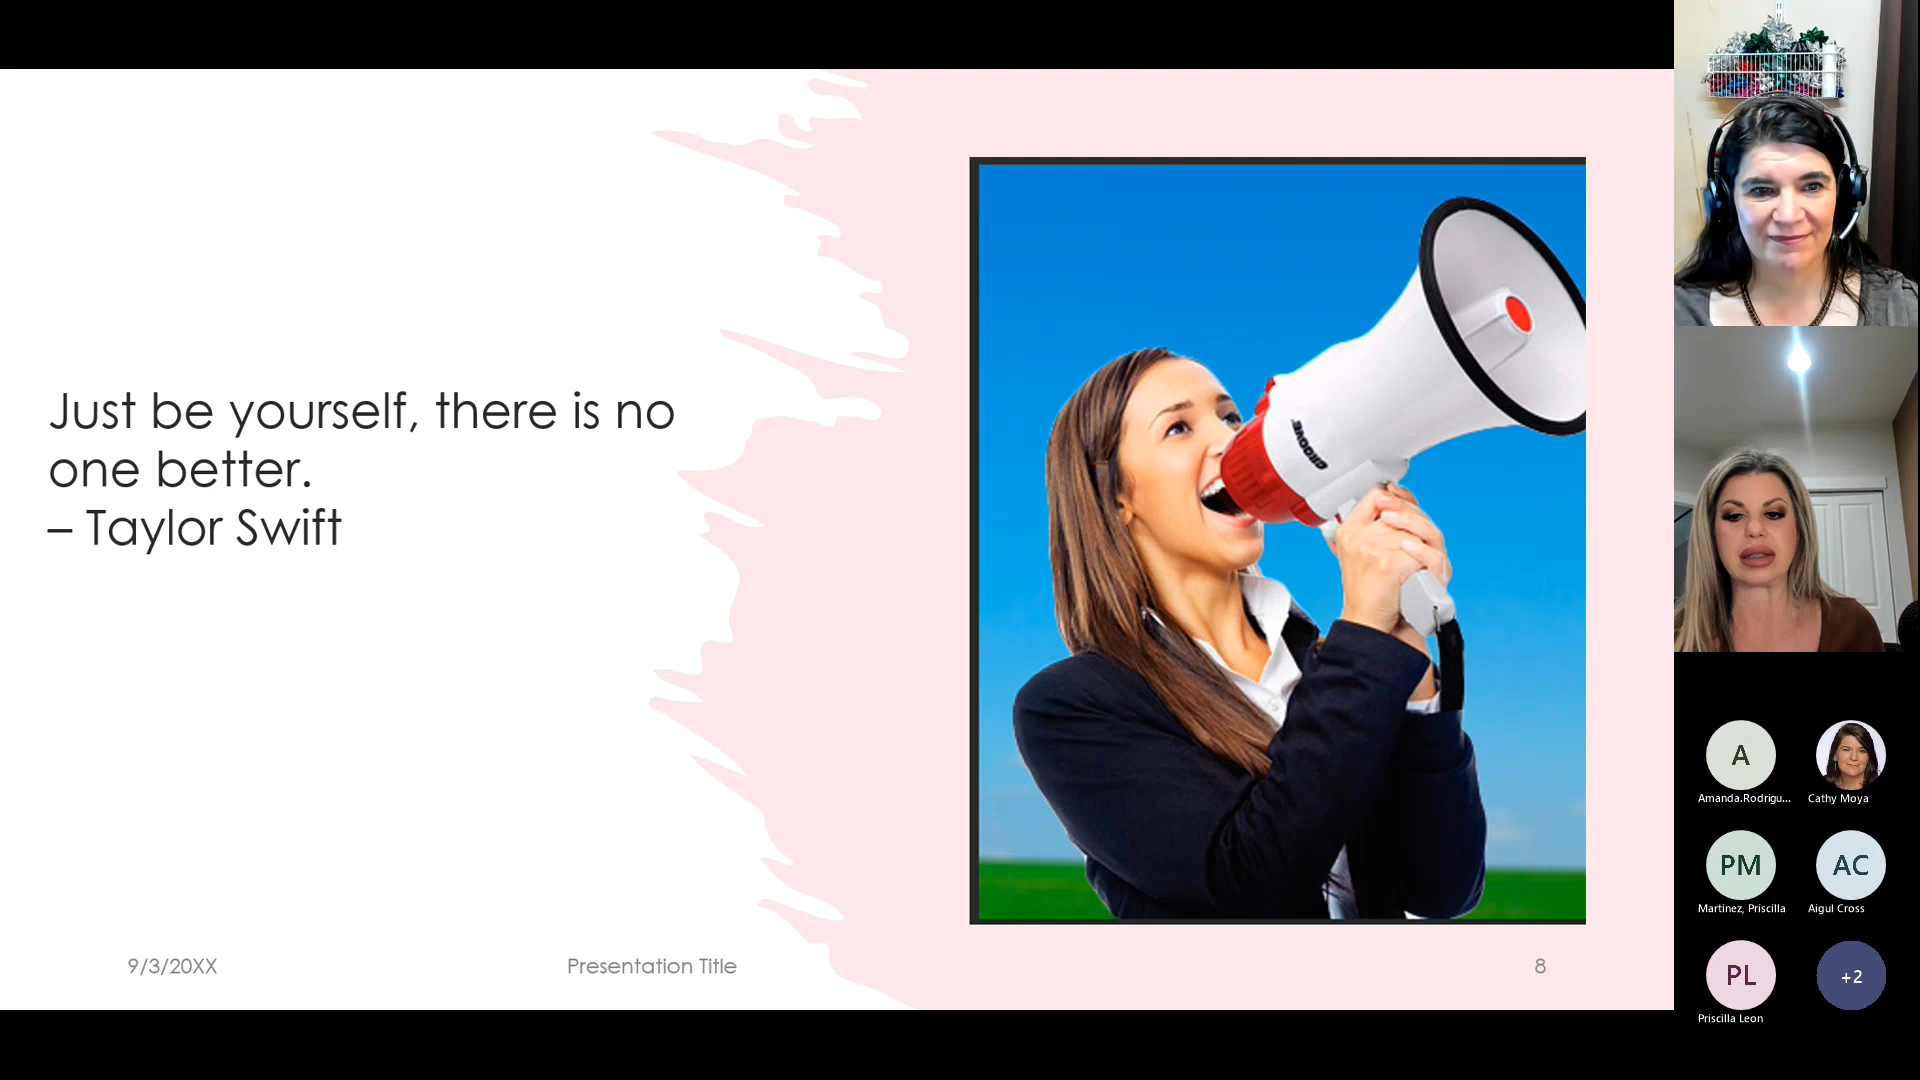 Just be yourself, there is no
one better.
– Taylor Swift
GROOVE
9/3/20XX
Presentation Title
8
A
Amanda.Rodrigu...
Cathy Moya
PM
Martinez, Priscilla
AC
Aigul Cross
PL
Priscilla Leon
+2